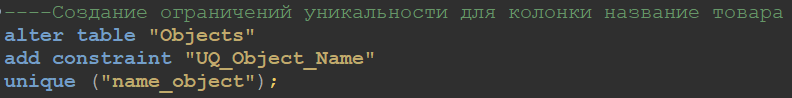 ----Создание ограничений уникальности для колонки название товара
alter table "Objects"
add constraint "UQ_Object_Name"
unique ("name_object");